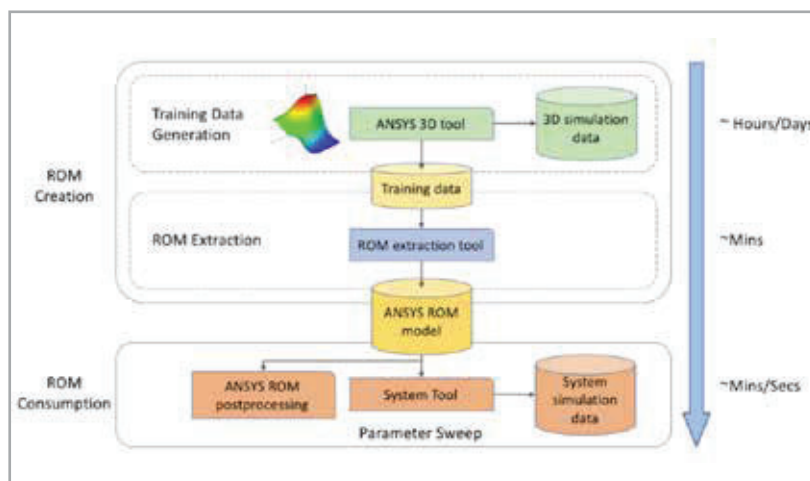 Training Data
Generation
ANSYS 3D tool
3D simulation
data
~ Hours/Days
Training data
ROM
Creation
ROM Extraction
ROM extraction tool
~Mins
ANSYS ROM
model
ROM
Consumption
ANSYS ROM
postprocessing
System Tool
System
simulation
data
~Mins/Secs
Parameter Sweep